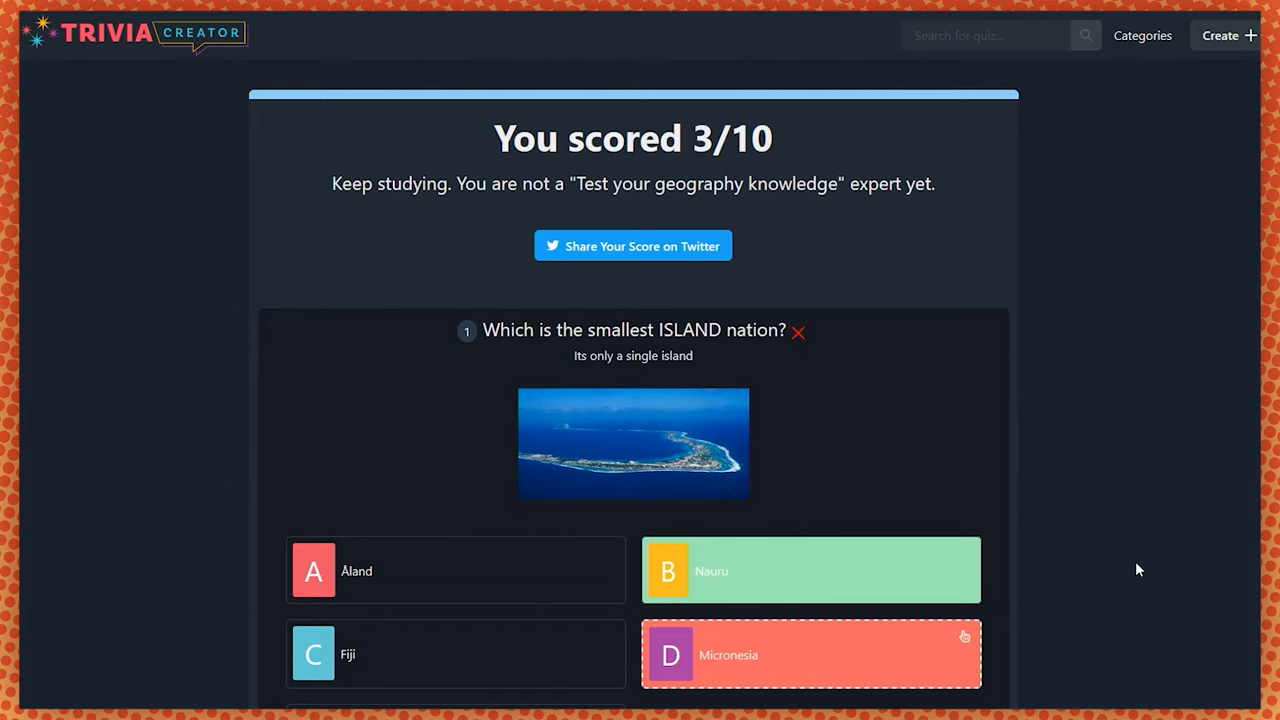 TRIVIA CREATOR
Search for quiz...
Categories
Create +
You scored 3/10
Keep studying. You are not a "Test your geography knowledge" expert yet.
Share Your Score on Twitter
1 Which is the smallest ISLAND nation?
Its only a single island
A Åland
B Nauru
C Fiji
D Micronesia